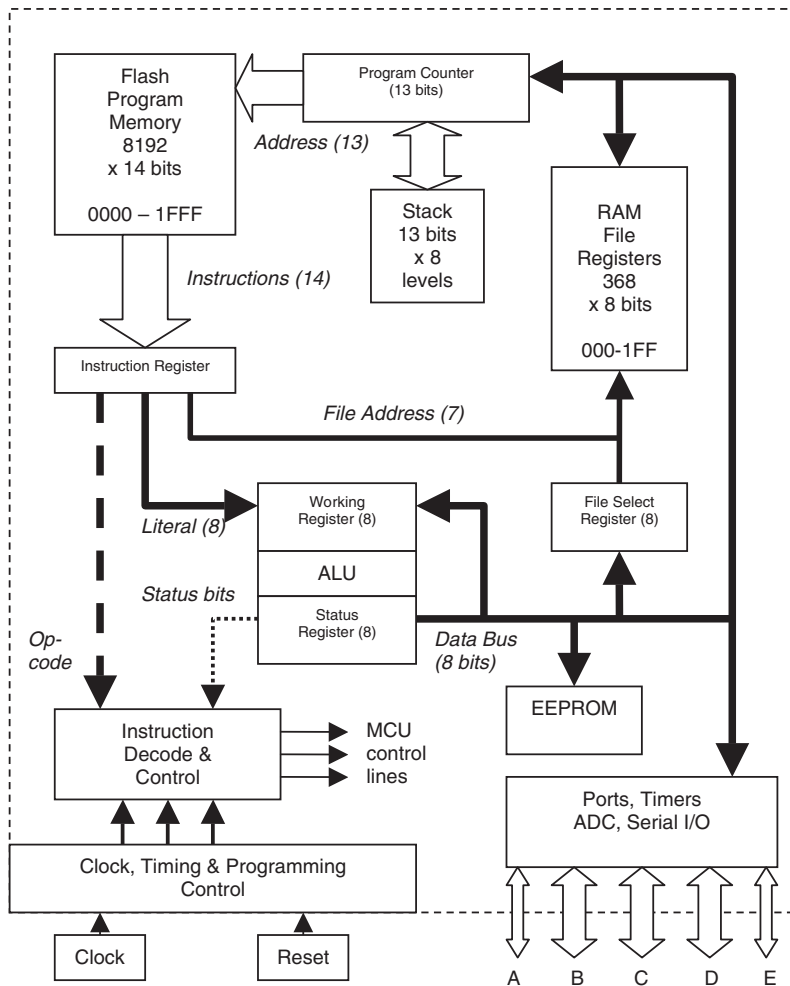 Flash
Program
Memory
8192
x 14 bits
0000 – 1FFF
Program Counter
(13 bits)
Address (13)
Stack
13 bits
x 8
levels
RAM
File
Registers
368
x 8 bits
000-1FF
Instructions (14)
Instruction Register
File Address (7)
Literal (8)
Working
Register (8)
ALU
Status
Register (8)
File Select
Register (8)
Status bits
Data Bus
(8 bits)
Op-
code
EEPROM
Instruction
Decode &
Control
MCU
control
lines
Ports, Timers
ADC, Serial I/O
Clock, Timing & Programming
Control
Clock
Reset
A B C D E